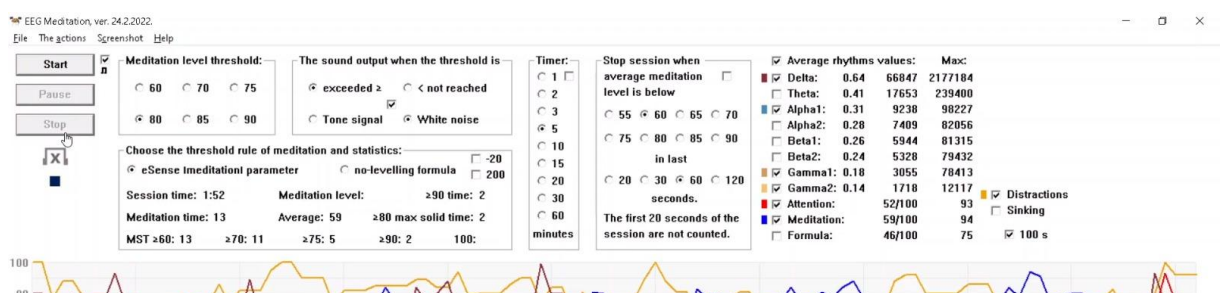 EEG Meditation, ver. 24.2.2022.
File The actions Screenshot Help
Start
Pause
Stop
x
Meditation level threshold:
60 70 75
80 85 90
The sound output when the threshold is
exceeded ≥ < not reached
Tone signal White noise
Choose the threshold rule of meditation and statistics:
eSense Imeditationl parameter no-levelling formula -20
200
Session time: 1:52 Meditation level: ≥90 time: 2
Meditation time: 13 Average: 59 ≥80 max solid time: 2
MST ≥60: 13 ≥70: 11 ≥75: 5 ≥90: 2 100:
Timer:
1
2
3
5
10
15
20
30
60
minutes
Stop session when
average meditation
level is below
55 60 65 70
75 80 85 90
in last
20 30 60 120
seconds.
The first 20 seconds of the
session are not counted.
Average rhythms values: Max:
Delta: 0.64 66847 2177184
Theta: 0.41 17653 239400
Alpha1: 0.31 9238 98227
Alpha2: 0.28 7409 82056
Beta1: 0.26 5944 81315
Beta2: 0.24 5328 79432
Gamma1: 0.18 3055 78413
Gamma2: 0.14 1718 12117
Attention: 52/100 93
Meditation: 59/100 94
Formula: 46/100 75
Distractions
Sinking
100 s
100